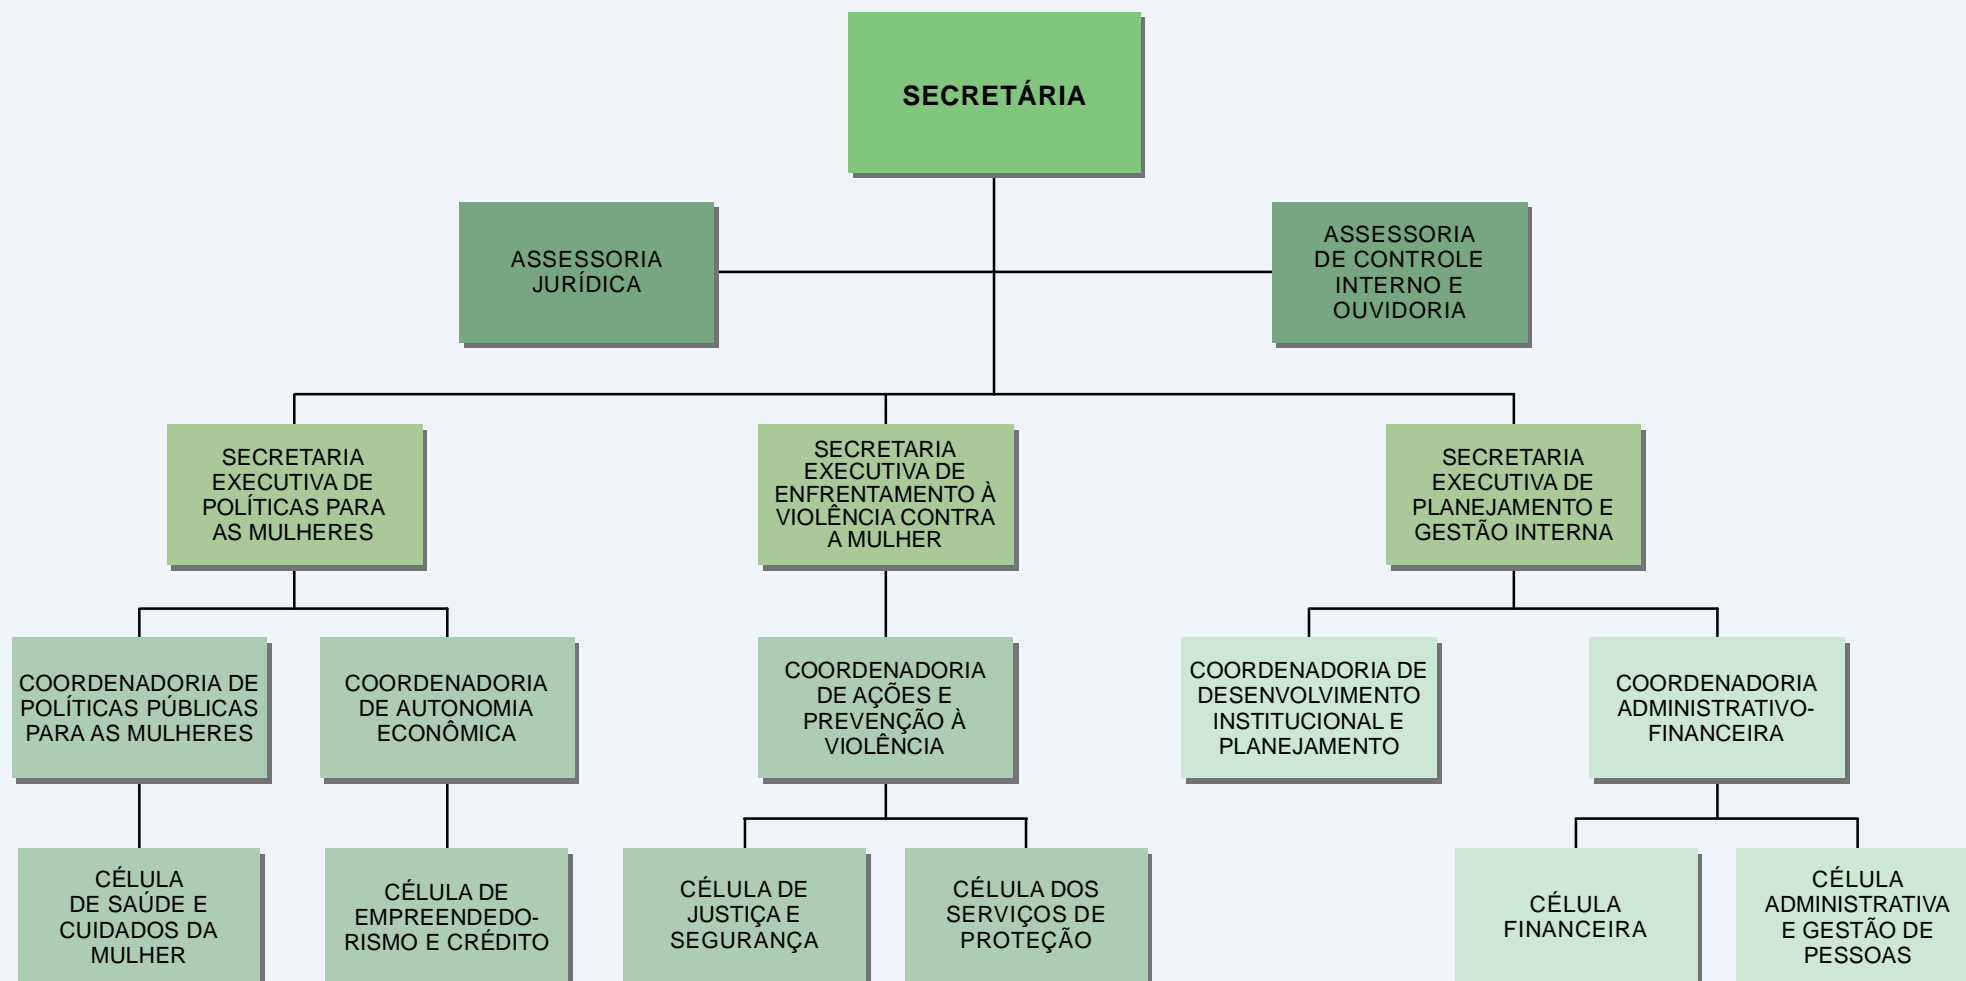 SECRETÁRIA
ASSESSORIA
JURÍDICA
ASSESSORIA
DE CONTROLE
INTERNO E
OUVIDORIA
SECRETARIA
EXECUTIVA DE
POLÍTICAS PARA
AS MULHERES
SECRETARIA
EXECUTIVA DE
ENFRENTAMENTO À
VIOLÊNCIA CONTRA
A MULHER
SECRETARIA
EXECUTIVA DE
PLANEJAMENTO E
GESTÃO INTERNA
COORDENADORIA DE
POLÍTICAS PÚBLICAS
PARA AS MULHERES
COORDENADORIA
DE AUTONOMIA
ECONÔMICA
COORDENADORIA
DE AÇÕES E
PREVENÇÃO À
VIOLÊNCIA
COORDENADORIA DE
DESENVOLVIMENTO
INSTITUCIONAL E
PLANEJAMENTO
COORDENADORIA
ADMINISTRATIVO-
FINANCEIRA
CÉLULA
DE SAÚDE E
CUIDADOS DA
MULHER
CÉLULA DE
EMPREENDEDO-
RISMO E CRÉDITO
CÉLULA DE
JUSTIÇA E
SEGURANÇA
CÉLULA DOS
SERVIÇOS DE
PROTEÇÃO
CÉLULA
FINANCEIRA
CÉLULA
ADMINISTRATIVA
E GESTÃO DE
PESSOAS